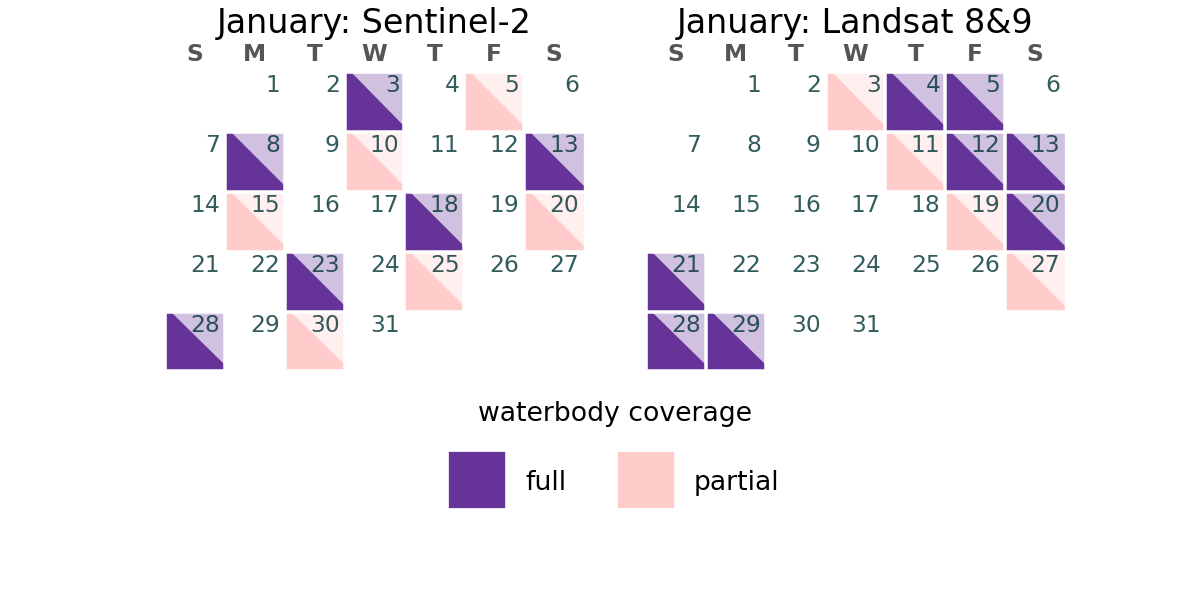 January: Sentinel-2
S M T W T F S
1 2 3 4 5 6
7 8 9 10 11 12 13
14 15 16 17 18 19 20
21 22 23 24 25 26 27
28 29 30 31
January: Landsat 8&9
S M T W T F S
1 2 3 4 5 6
7 8 9 10 11 12 13
14 15 16 17 18 19 20
21 22 23 24 25 26 27
28 29 30 31
waterbody coverage
full
partial